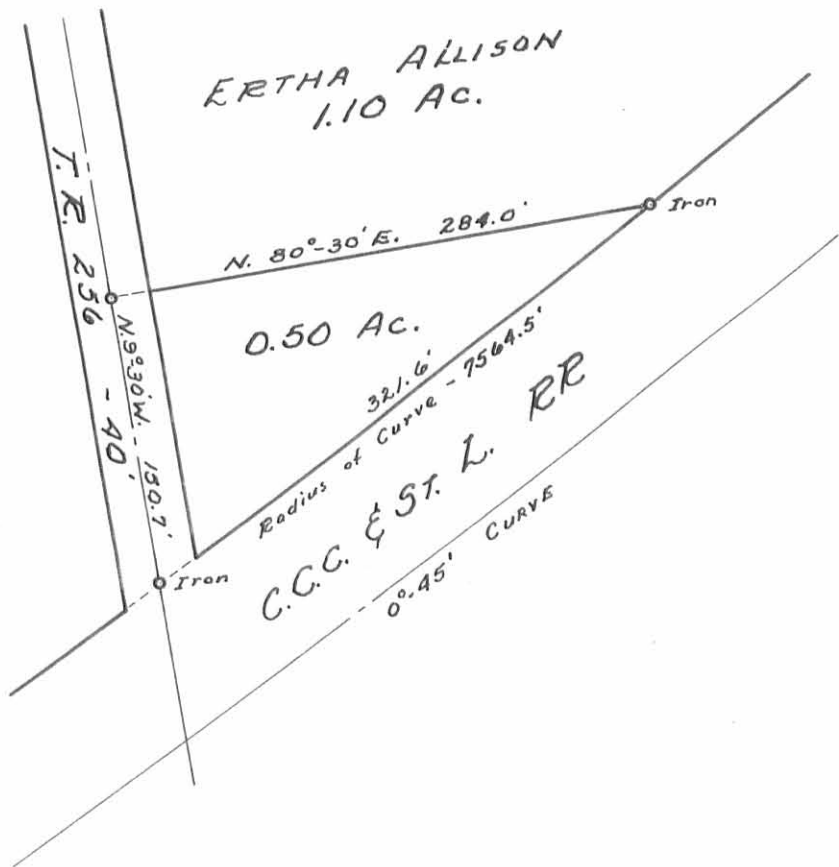 ERTHA ALLISON
1.10 AC.
Iron
N. 80°-30' E. 284.0'
T. R. 256 - 40'
0.50 AC.
N. 9°30' W. - 150.7'
321.6'
Radius of Curve - 7564.5'
C.C.C. & ST. L. RR
Iron
0°-45' CURVE